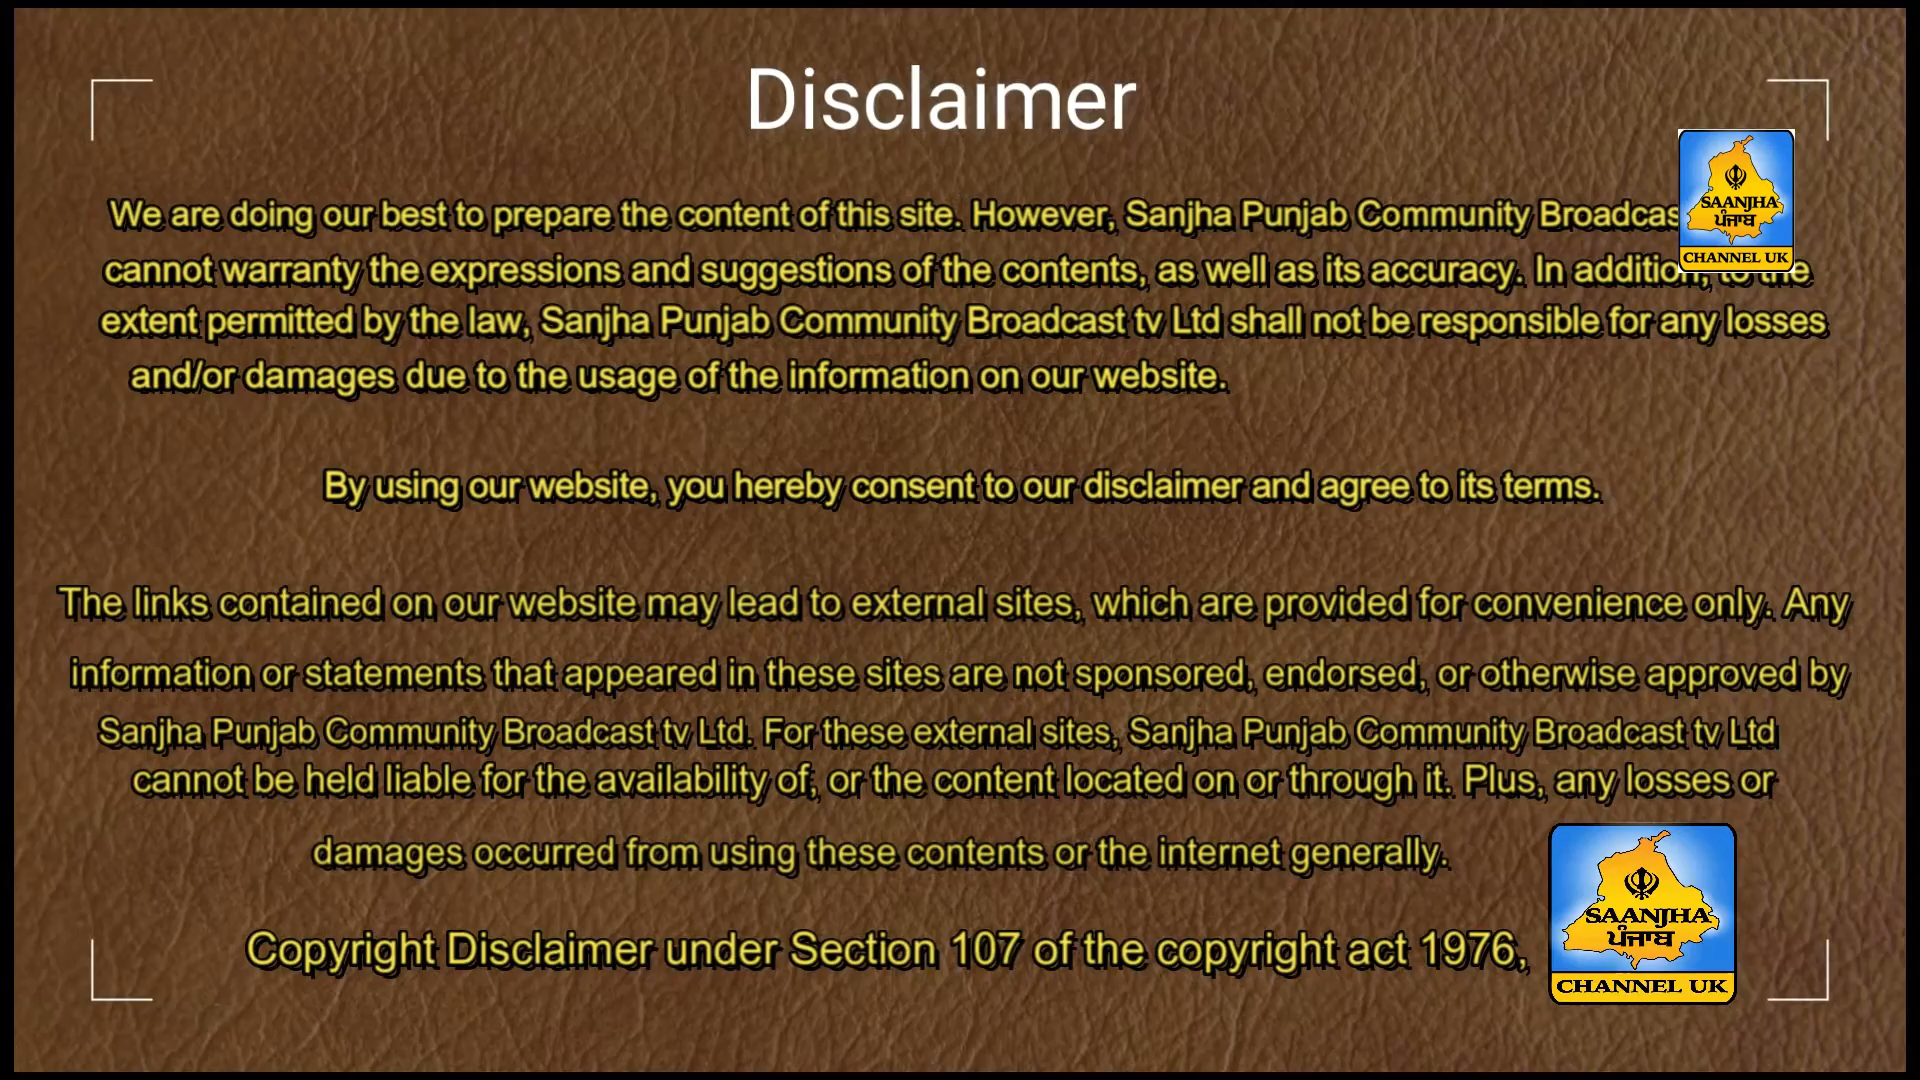 Disclaimer
We are doing our best to prepare the content of this site. However, Sanjha Punjab Community
SAANJHA
ਪੰਜਾਬ
CHANNEL UK
cannot warranty the expressions and suggestions of the contents, as well as its accuracy. In addition, to the
extent permitted by the law, Sanjha Punjab Community Broadcast tv Ltd shall not be responsible for any losses
and/or damages due to the usage of the information on our website.
By using our website, you hereby consent to our disclaimer and agree to its terms.
The links contained on our website may lead to external sites, which are provided for convenience only. Any
information or statements that appeared in these sites are not sponsored, endorsed, or otherwise approved by
Sanjha Punjab Community Broadcast tv Ltd. For these external sites, Sanjha Punjab Community Broadcast tv Ltd
cannot be held liable for the availability of, or the content located on or through it. Plus, any losses or
damages occurred from using these contents or the internet generally.
Copyright Disclaimer under Section 107 of the copyright act 1976,
SAANJHA
ਪੰਜਾਬ
CHANNEL UK